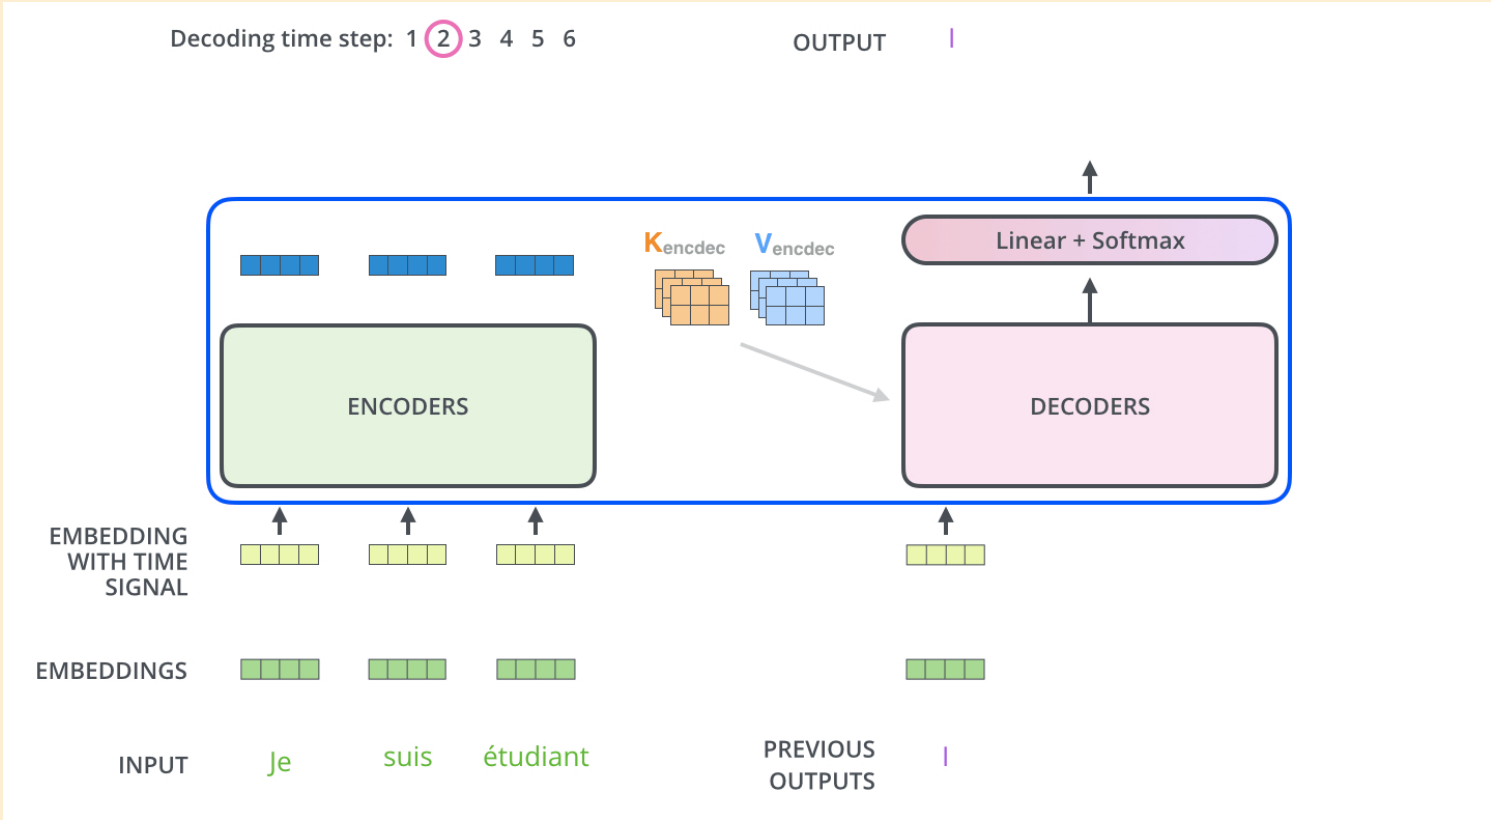 Decoding time step: 1 2 3 4 5 6
OUTPUT I
Kencdec Vencdec
Linear + Softmax
ENCODERS
DECODERS
EMBEDDING
WITH TIME
SIGNAL
EMBEDDINGS
INPUT Je suis étudiant
PREVIOUS
OUTPUTS
I